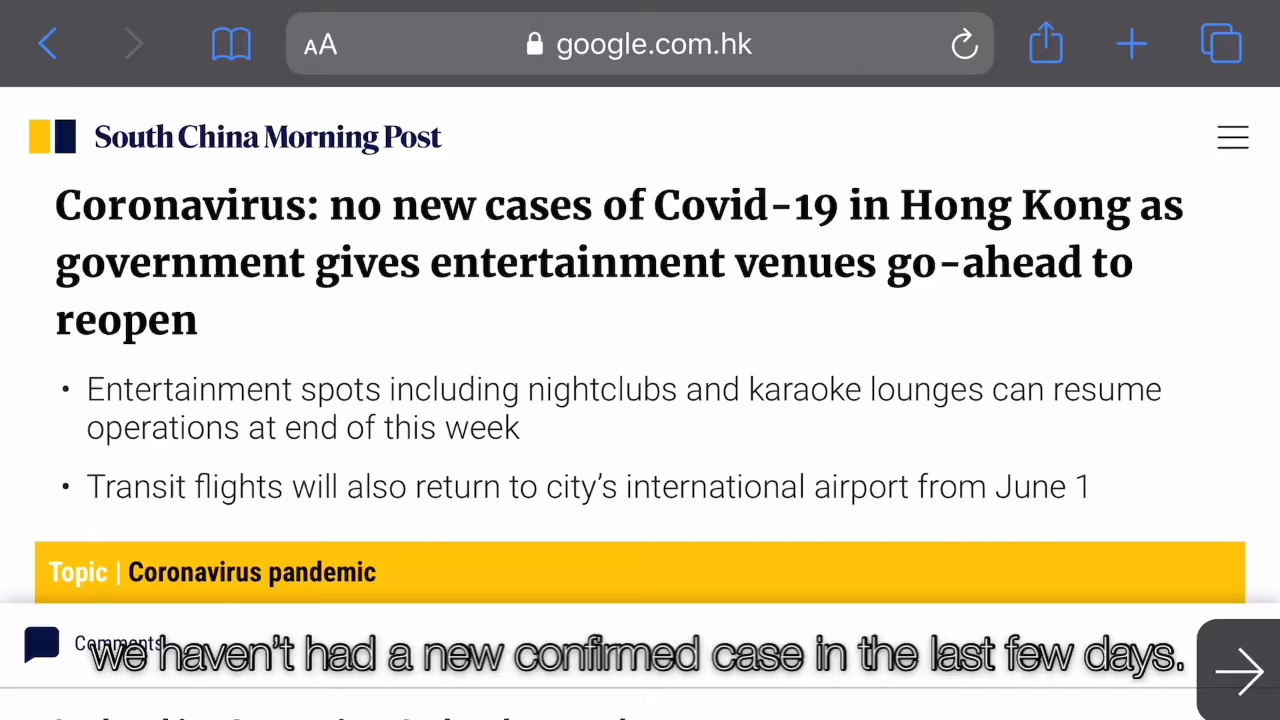 AA google.com.hk
South China Morning Post
Coronavirus: no new cases of Covid-19 in Hong Kong as
government gives entertainment venues go-ahead to
reopen
• Entertainment spots including nightclubs and karaoke lounges can resume
operations at end of this week
• Transit flights will also return to city's international airport from June 1
Topic | Coronavirus pandemic
Comments
we haven't had a new confirmed case in the last few days.